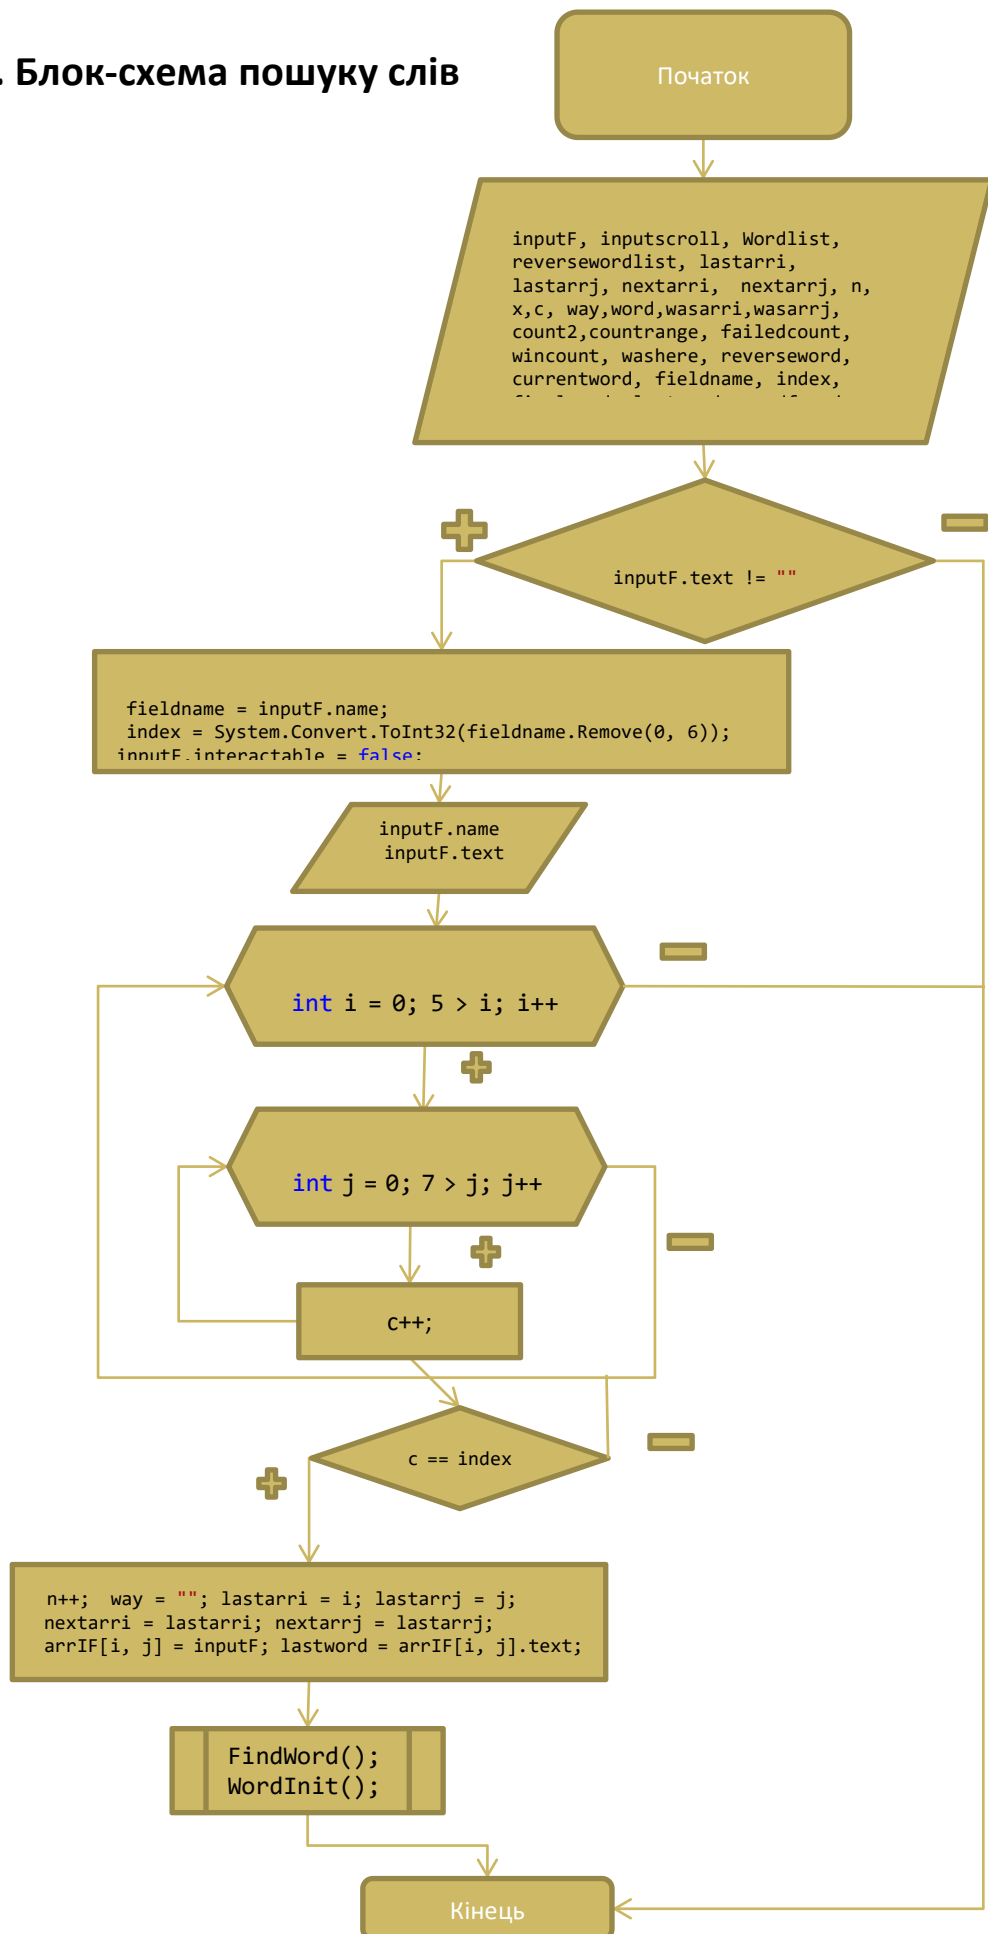 . Блок-схема пошуку слів
Початок
inputF, inputscroll, Wordlist,
reversewordlist, lastarri,
lastarrj, nextarri, nextarrj, n,
x,c, way,word,wasarri,wasarrj,
count2,countrange, failedcount,
wincount, washere, reverseword,
currentword, fieldname, index,
inputF.text != ""
fieldname = inputF.name;
index = System.Convert.ToInt32(fieldname.Remove(0, 6));
inputF.interactable = false;
inputF.name
inputF.text
int i = 0; 5 > i; i++
int j = 0; 7 > j; j++
c++;
c == index
n++; way = ""; lastarri = i; lastarrj = j;
nextarri = lastarri; nextarrj = lastarrj;
arrIF[i, j] = inputF; lastword = arrIF[i, j].text;
FindWord();
WordInit();
Кінець